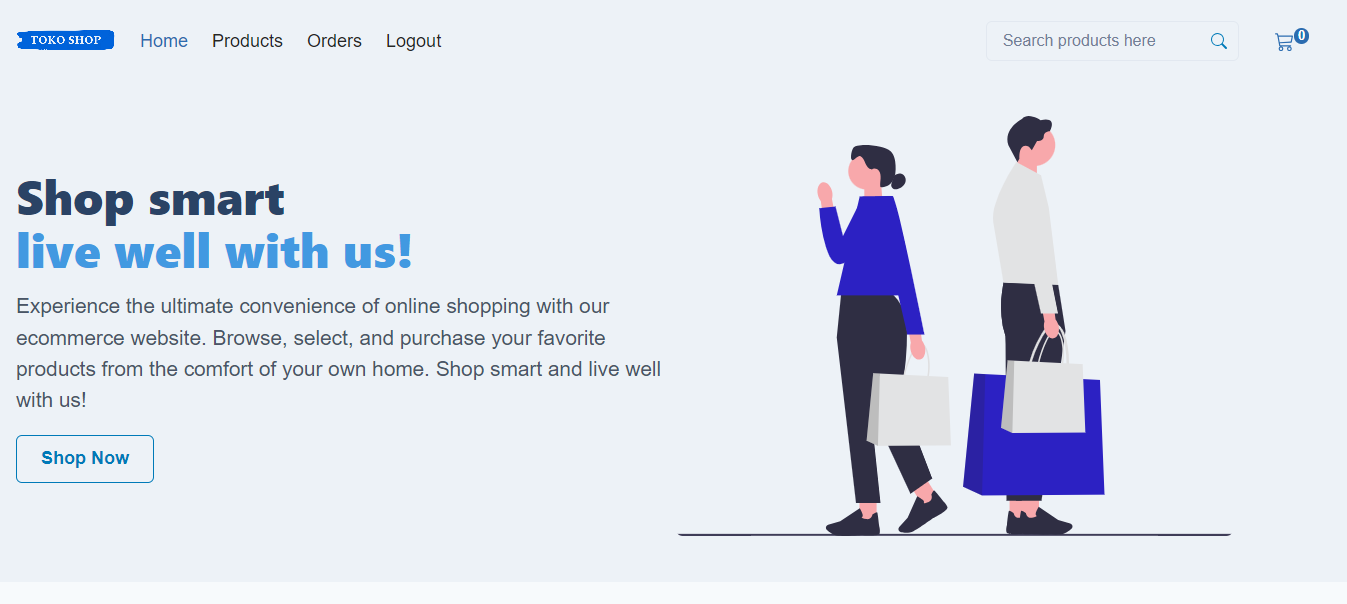 TOKO SHOP
Home
Products
Orders
Logout
Search products here
0
Shop smart
live well with us!
Experience the ultimate convenience of online shopping with our
ecommerce website. Browse, select, and purchase your favorite
products from the comfort of your own home. Shop smart and live well
with us!
Shop Now